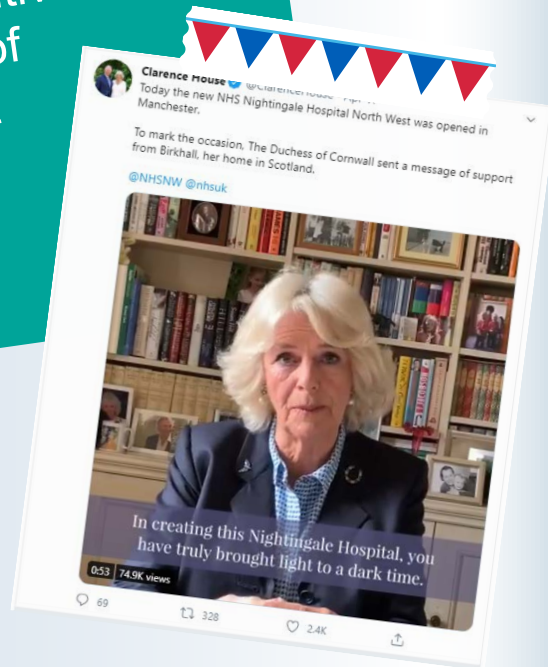 of
Clarence House
Today the new NHS Nightingale Hospital North West was opened in
Manchester.
To mark the occasion, The Duchess of Cornwall sent a message of support
from Birkhall, her home in Scotland.
@NHSNW @nhsuk
In creating this Nightingale Hospital, you
have truly brought light to a dark time.
0:53 74.9K views
69 328 2.4K